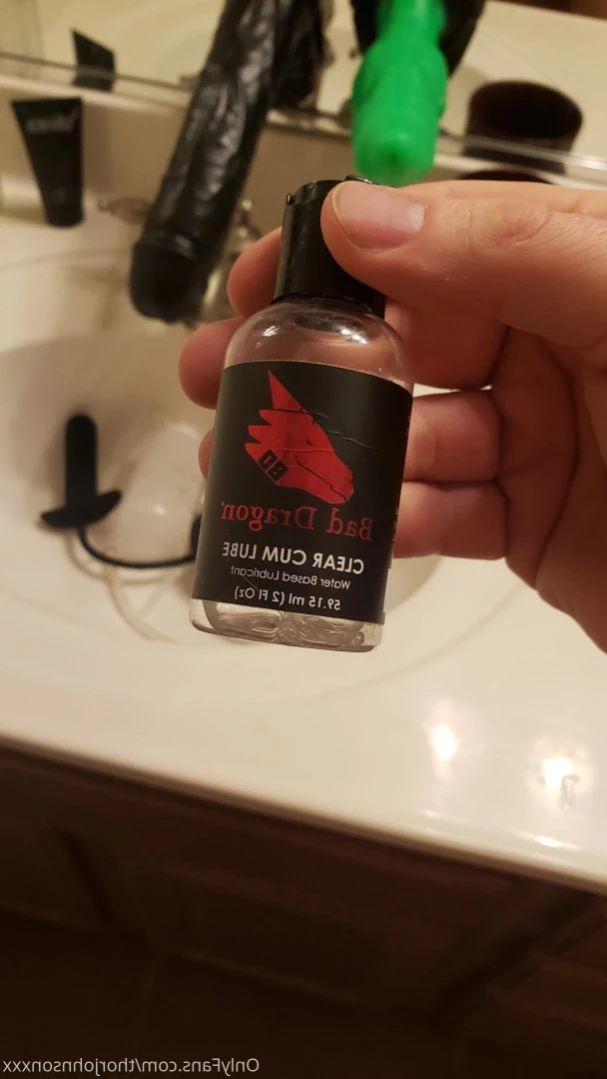 BD
Bad Dragon
CLEAR CUM LUBE
Water Based Lubricant
59.15 ml (2 Fl Oz)
OnlyFans.com/thorjohnsonxxx